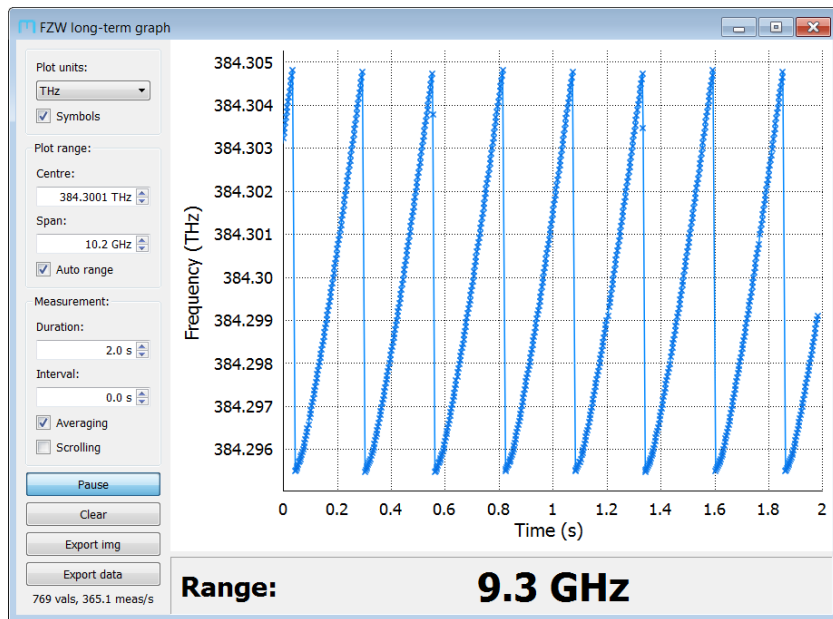 FZW long-term graph
Plot units:
THz
Symbols
Plot range:
Centre:
384.3001 THz
Span:
10.2 GHz
Auto range
Measurement:
Duration:
2.0 s
Interval:
0.0 s
Averaging
Scrolling
Pause
Clear
Export img
Export data
769 vals, 365.1 meas/s
Frequency (THz)
384.305
384.304
384.303
384.302
384.301
384.30
384.299
384.298
384.297
384.296
0 0.2 0.4 0.6 0.8 1 1.2 1.4 1.6 1.8 2
Time (s)
Range: 9.3 GHz